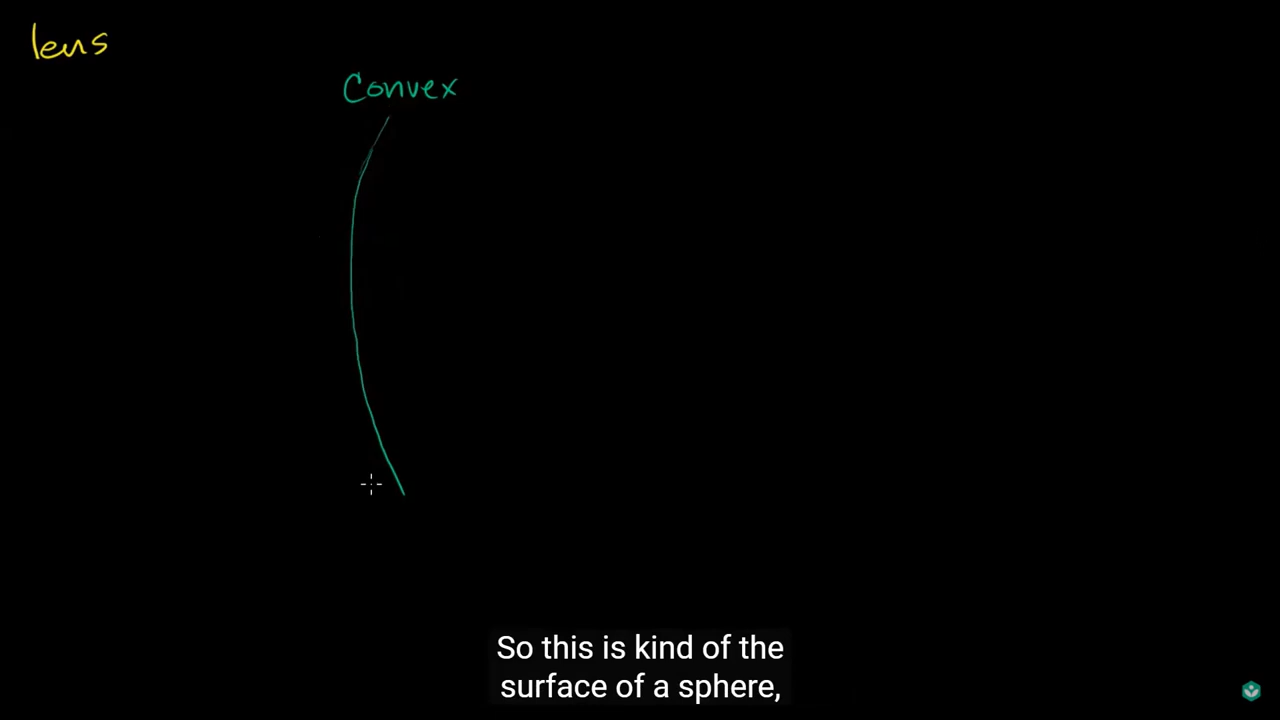 lens
Convex
So this is kind of the
surface of a sphere,